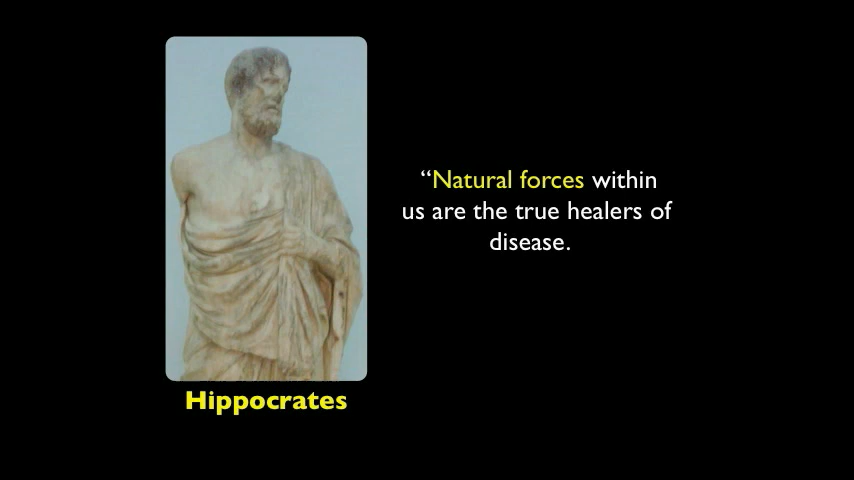 “Natural forces within
us are the true healers of
disease.
Hippocrates